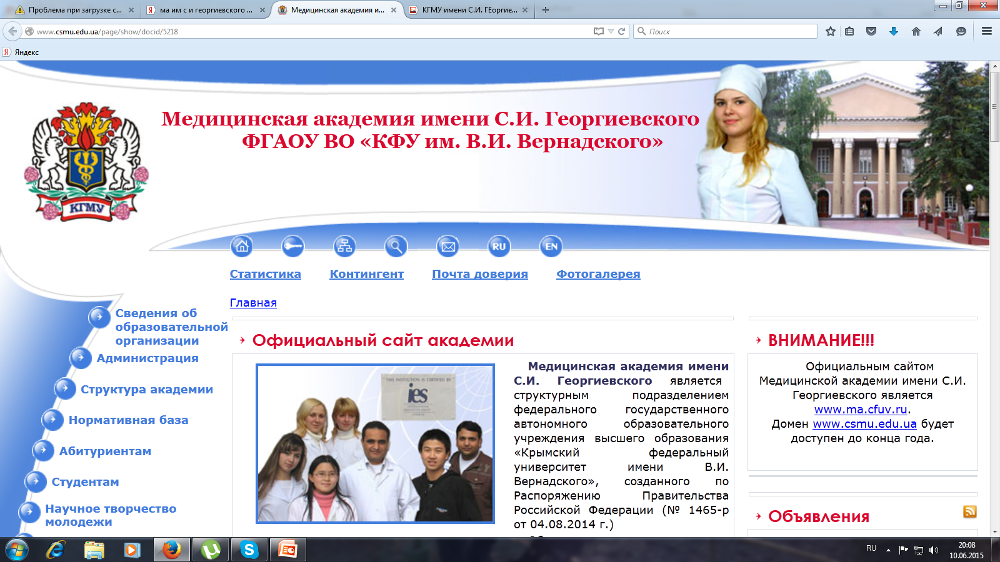 Проблема при загрузке с...
ма им с и георгиевского ...
Медицинская академия и...
КГМУ имени С.И. ГЕоргие...
www.csmu.edu.ua/page/show/docid/5218
Поиск
Яндекс
Медицинская академия имени С.И. Георгиевского
ФГАОУ ВО «КФУ им. В.И. Вернадского»
КГМУ
RU
EN
Статистика
Контингент
Почта доверия
Фотогалерея
Главная
Сведения об
образовательной
организации
Администрация
Структура академии
Нормативная база
Абитуриентам
Студентам
Научное творчество
молодежи
Официальный сайт академии
THIS INSTITUTION IS CERTIFIED BY
ies
Медицинская академия имени
С.И. Георгиевского является
структурным подразделением
федерального государственного
автономного образовательного
учреждения высшего образования
«Крымский федеральный
университет имени В.И.
Вернадского», созданного по
Распоряжению Правительства
Российской Федерации (№ 1465-р
от 04.08.2014 г.)
ВНИМАНИЕ!!!
Официальным сайтом
Медицинской академии имени С.И.
Георгиевского является
www.ma.cfuv.ru.
Домен www.csmu.edu.ua будет
доступен до конца года.
Объявления
RU
20:08
10.06.2015